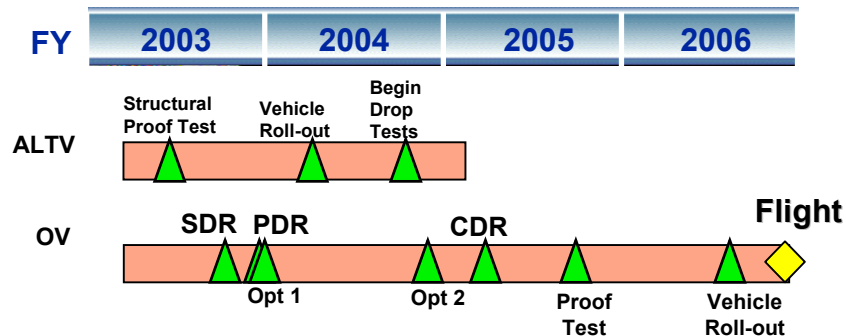 FY 2003 2004 2005 2006
Structural
Proof Test
Vehicle
Roll-out
Begin
Drop
Tests
ALTV
SDR PDR CDR Flight
OV
Opt 1 Opt 2
Proof
Test
Vehicle
Roll-out